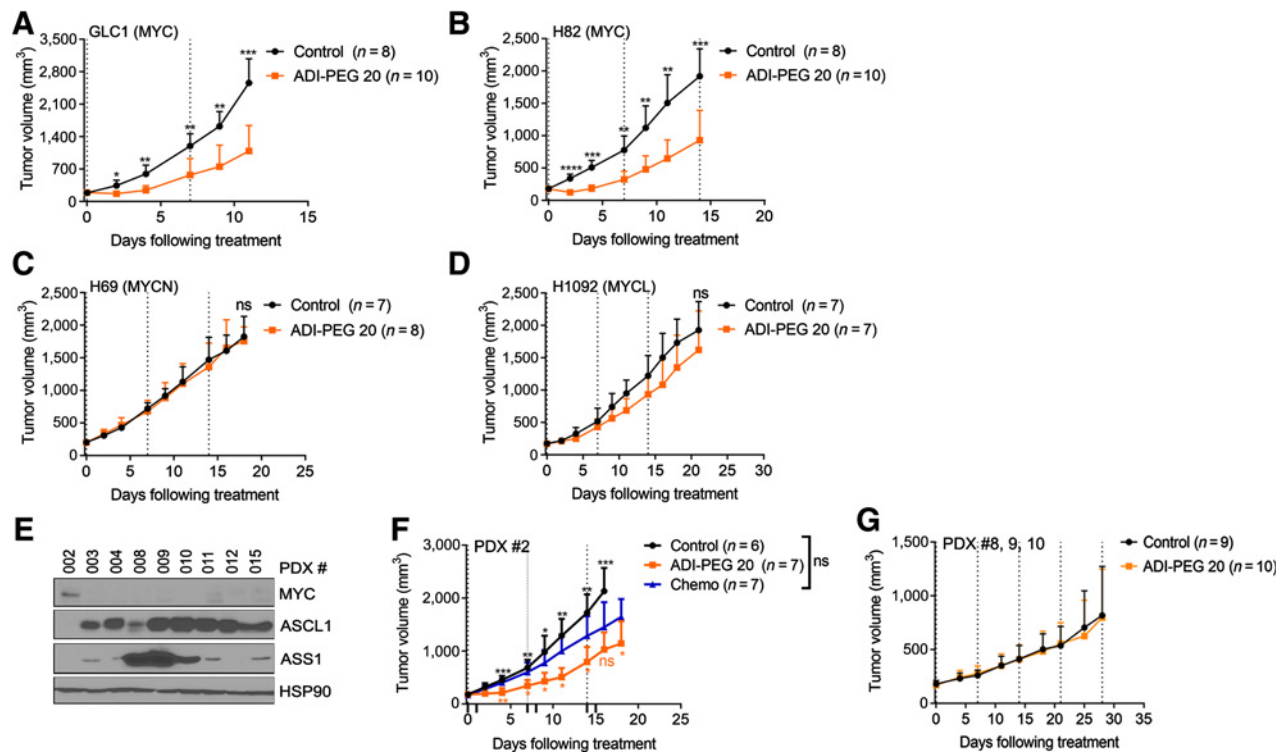 A
GLC1 (MYC)
Tumor volume (mm³)
3,500
2,800
2,100
1,400
700
0
0 5 10 15
Days following treatment
* ** ** ** ***
Control (n = 8)
ADI-PEG 20 (n = 10)
B
H82 (MYC)
Tumor volume (mm³)
2,500
2,000
1,500
1,000
500
0
0 5 10 15 20
Days following treatment
**** *** ** ** ** ***
Control (n = 8)
ADI-PEG 20 (n = 10)
C
H69 (MYCN)
Tumor volume (mm³)
2,500
2,000
1,500
1,000
500
0
0 5 10 15 20 25
Days following treatment
ns
Control (n = 7)
ADI-PEG 20 (n = 8)
D
H1092 (MYCL)
Tumor volume (mm³)
2,500
2,000
1,500
1,000
500
0
0 5 10 15 20 25 30
Days following treatment
ns
Control (n = 7)
ADI-PEG 20 (n = 7)
E
002 003 004 008 009 010 011 012 015
PDX #
MYC
ASCL1
ASS1
HSP90
F
PDX #2
Tumor volume (mm³)
3,000
2,000
1,000
0
0 5 10 15 20 25
Days following treatment
*** ** * ** ** ***
** * * * * ns *
Control (n = 6)
ADI-PEG 20 (n = 7)
Chemo (n = 7)
ns
G
PDX #8, 9, 10
Tumor volume (mm³)
1,500
1,000
500
0
0 5 10 15 20 25 30 35
Days following treatment
Control (n = 9)
ADI-PEG 20 (n = 10)